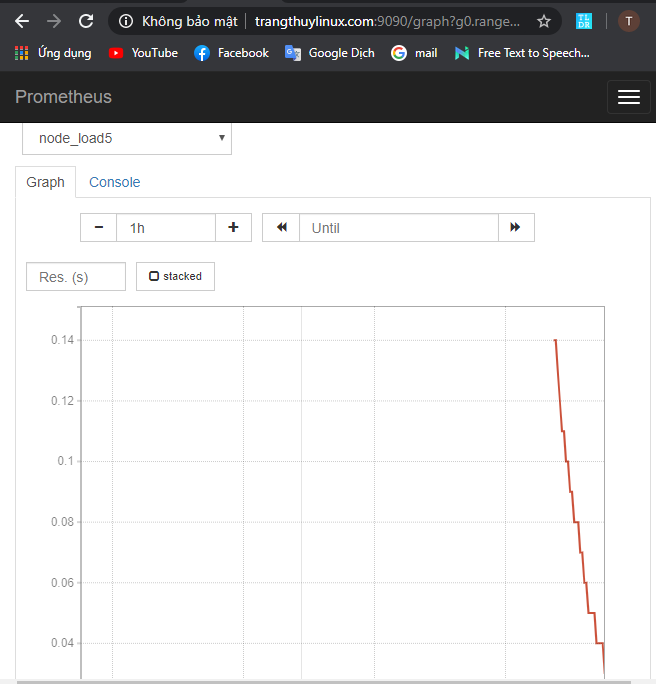 Không bảo mật | trangthuylinux.com:9090/graph?g0.range... TL DR T
Ứng dụng YouTube Facebook Google Dịch mail Free Text to Speech...
Prometheus
node_load5
Graph Console
1h Until
Res. (s) stacked
0.14
0.12
0.1
0.08
0.06
0.04